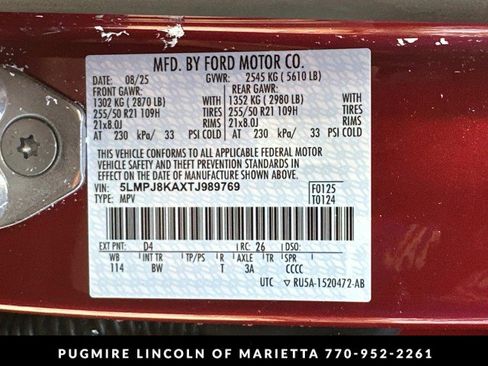 MFD. BY FORD MOTOR CO.
DATE: 08/25 GVWR: 2545 KG ( 5610 LB)
FRONT GAWR: REAR GAWR:
1302 KG ( 2870 LB) WITH 1352 KG ( 2980 LB) WITH
255/50 R21 109H TIRES 255/50 R21 109H TIRES
21x8.0J RIMS 21x8.0J RIMS
AT 230 kPa/ 33 PSI COLD AT 230 kPa/ 33 PSI COLD
THIS VEHICLE CONFORMS TO ALL APPLICABLE FEDERAL MOTOR
VEHICLE SAFETY AND THEFT PREVENTION STANDARDS IN
EFFECT ON THE DATE OF MANUFACTURE SHOWN ABOVE.
VIN: 5LMPJ8KAXTJ989769 F0125
TYPE: MPV T0124
EXT PNT: D4 RC: 26 DSO:
WB INT TR TP/PS R AXLE TR SPR
114 BW T 3A CCCC
UTC RU5A-1520472-AB
PUGMIRE LINCOLN OF MARIETTA 770-952-2261